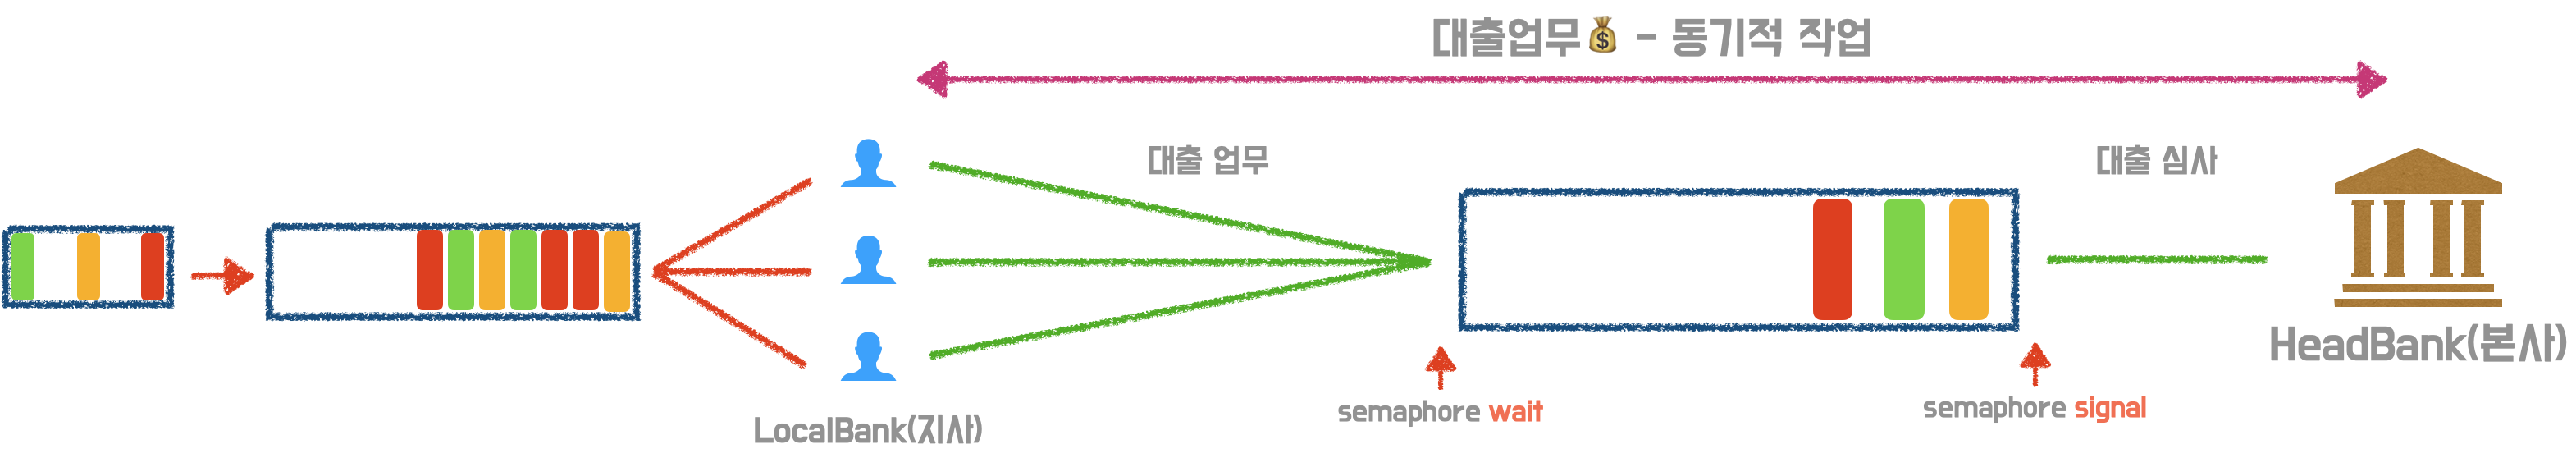 대출업무💰 - 동기적 작업
대출 업무
대출 심사
HeadBank(본사)
semaphore wait
semaphore signal
LocalBank(지사)